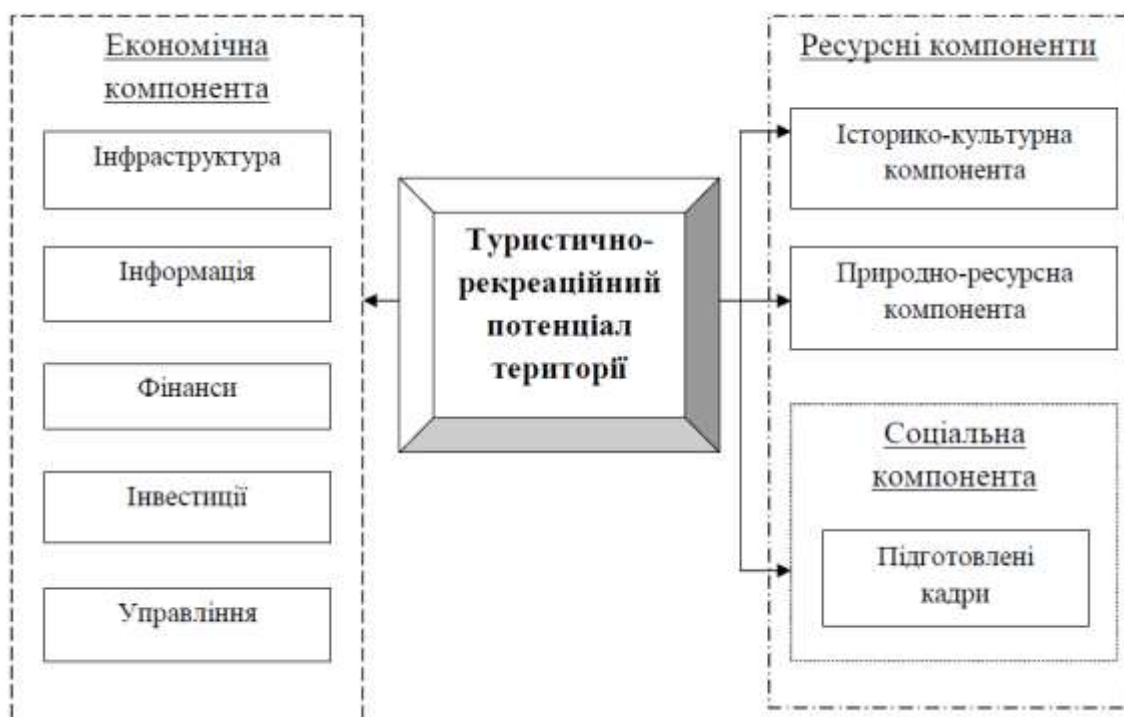 Економічна
компонента
Інфраструктура
Інформація
Фінанси
Інвестиції
Управління
Туристично-
рекреаційний
потенціал
території
Ресурсні компоненти
Історико-культурна
компонента
Природно-ресурсна
компонента
Соціальна
компонента
Підготовлені
кадри